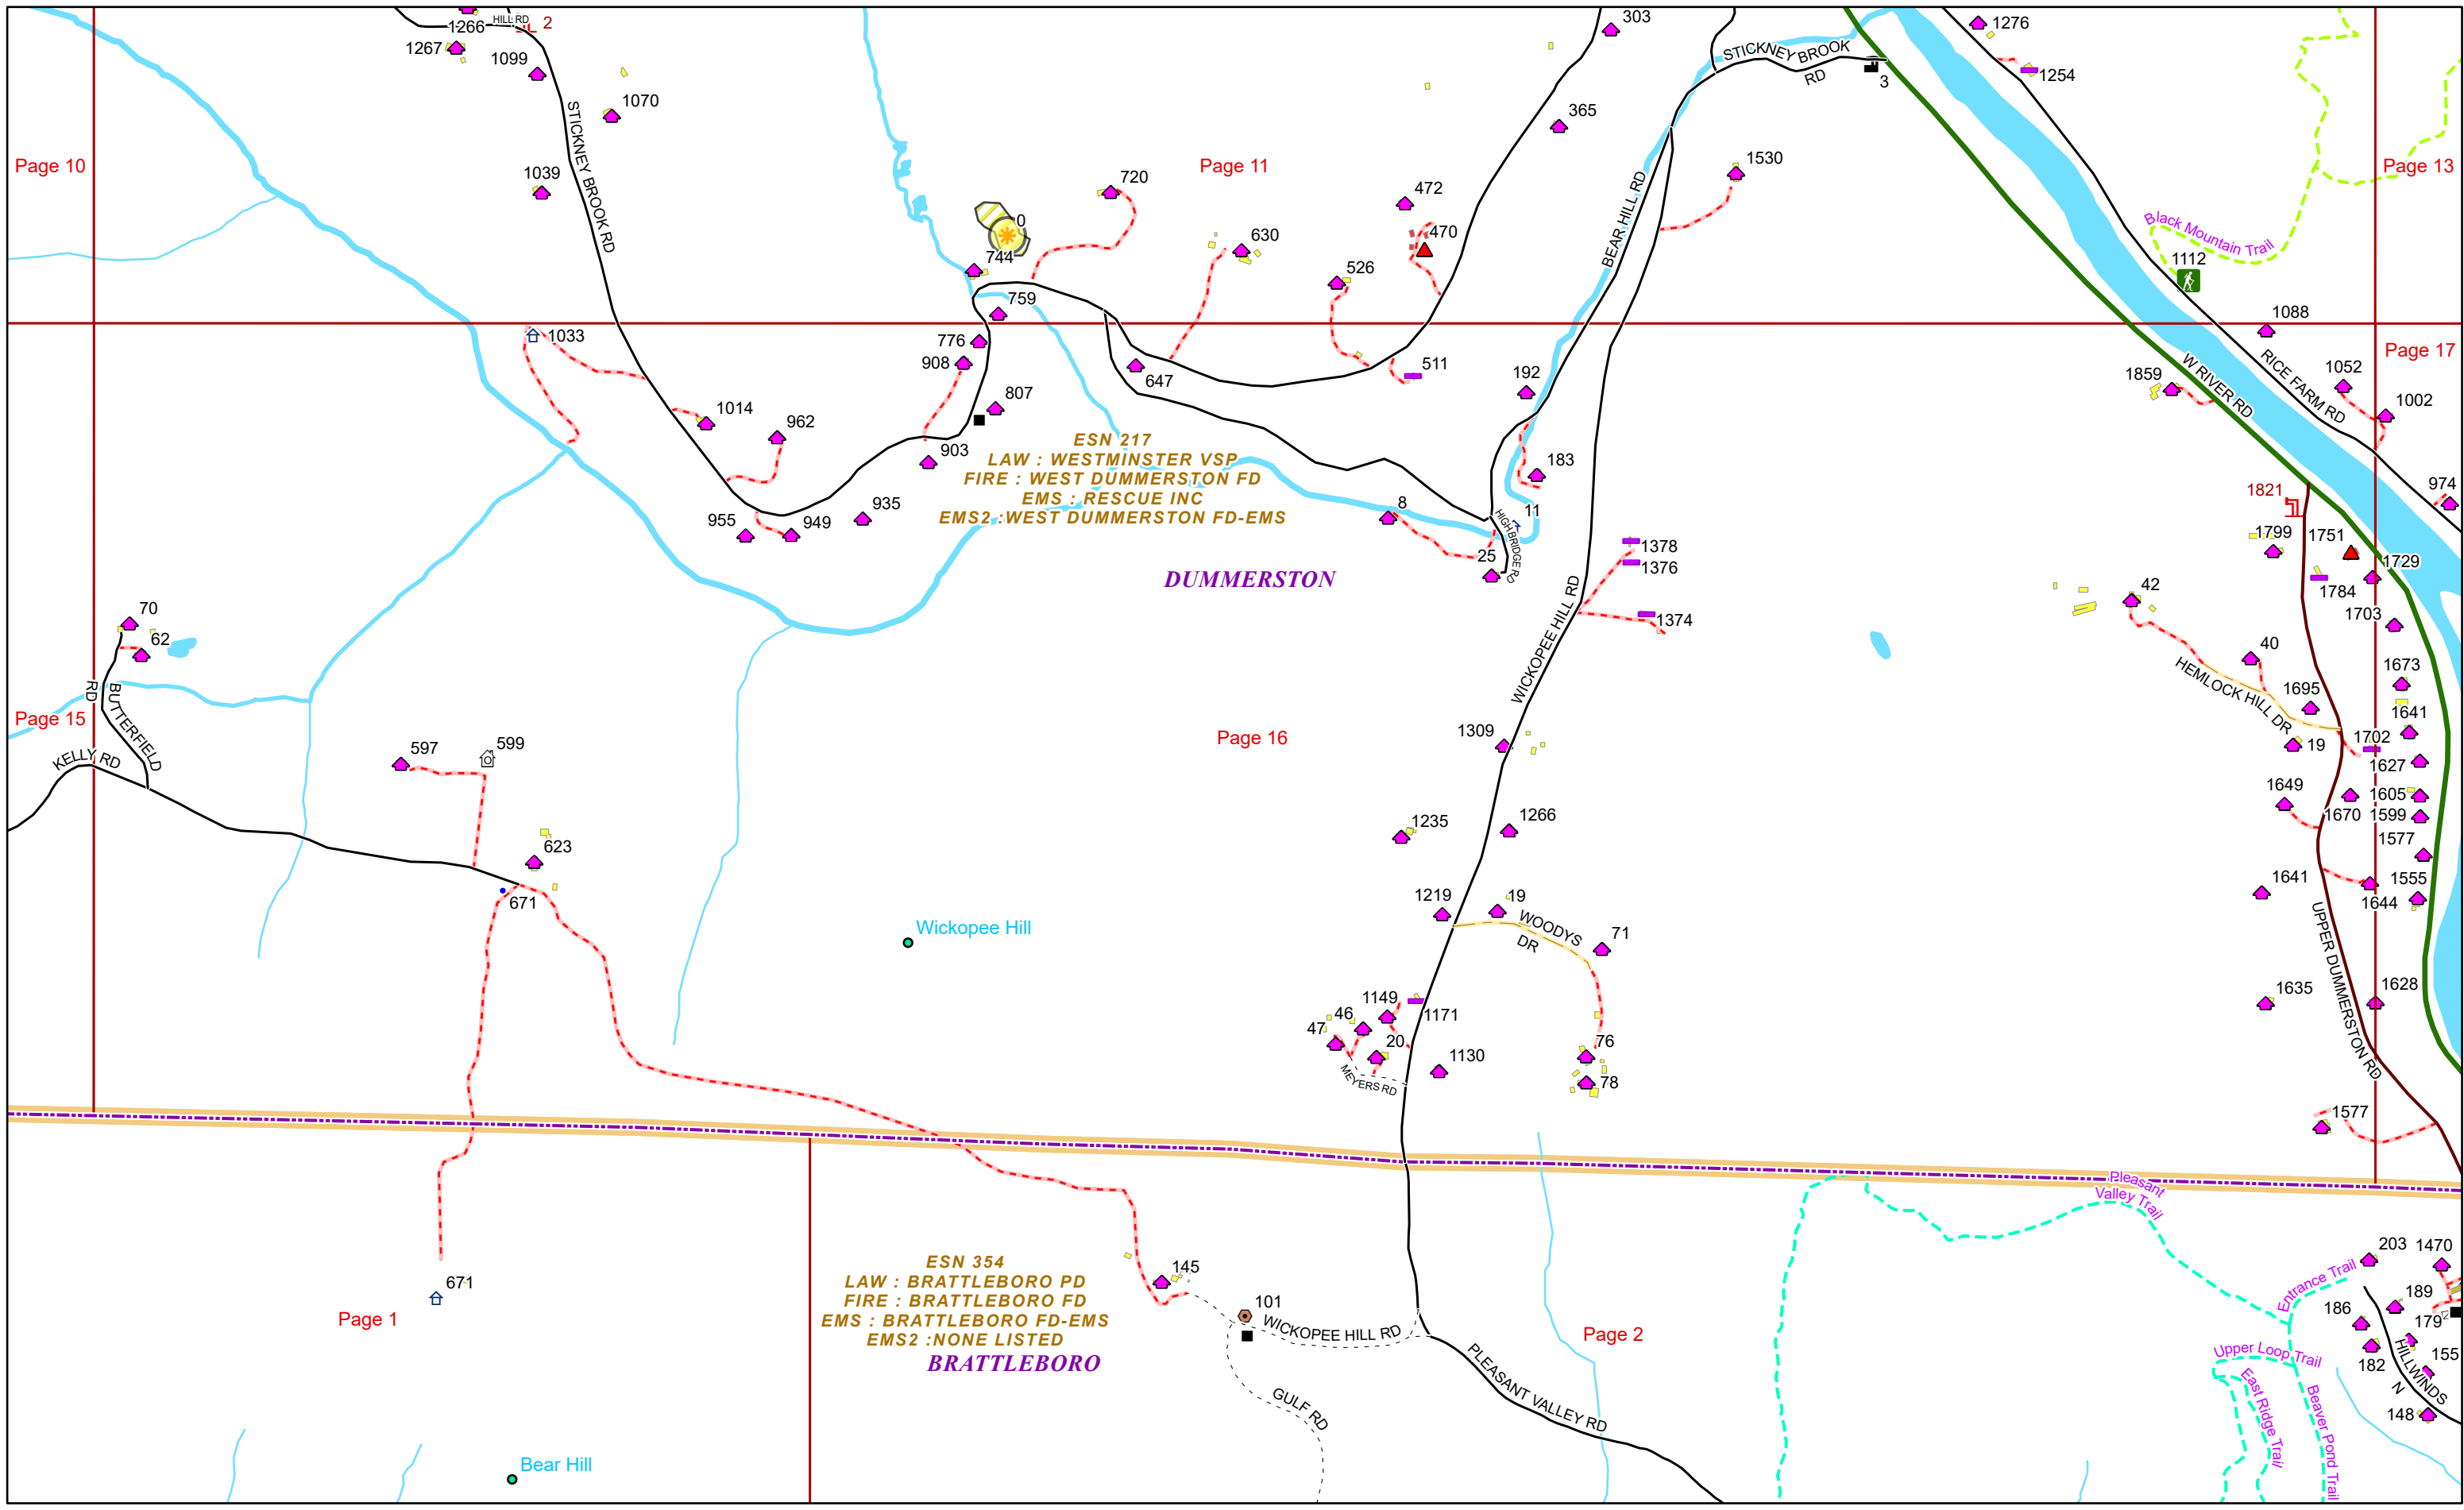 1266
HILL RD
2
1267
1099
1070
STICKNEY BROOK RD
1039
Page 10
303
365
STICKNEY BROOK
RD
3
1276
1254
Page 11
720
0
744
630
472
470
526
BEAR HILL RD
1530
Page 13
Black Mountain Trail
1112
759
1088
1033
776
908
647
511
192
807
1014
962
903
935
955
949
W RIVER RD
RICE FARM RD
1859
1052
1002
Page 17
974
ESN 217
LAW : WESTMINSTER VSP
FIRE : WEST DUMMERSTON FD
EMS : RESCUE INC
EMS2 :WEST DUMMERSTON FD-EMS
183
8
11
HIGH BRIDGE RD
25
1378
1376
1374
DUMMERSTON
WICKOPEE HILL RD
1821
1799
1751
1729
1784
1703
42
40
HEMLOCK HILL DR
1695
1673
1641
19
1702
1627
1649
1670
1605
1599
1577
1641
1644
1555
70
62
BUTTERFIELD
RD
Page 15
KELLY RD
597
599
623
671
Page 16
1309
1235
1266
1219
19
WOODYS
DR
71
Wickopee Hill
1149
1171
46
47
20
MEYERS RD
1130
76
78
1635
1628
UPPER DUMMERSTON RD
1577
Pleasant
Valley Trail
671
Page 1
ESN 354
LAW : BRATTLEBORO PD
FIRE : BRATTLEBORO FD
EMS : BRATTLEBORO FD-EMS
EMS2 :NONE LISTED
BRATTLEBORO
145
101
WICKOPEE HILL RD
GULF RD
PLEASANT VALLEY RD
Page 2
Entrance Trail
203
1470
189
186
179
182
155
HILLWINDS
N
148
Upper Loop Trail
East Ridge Trail
Beaver Pond Trail
Bear Hill